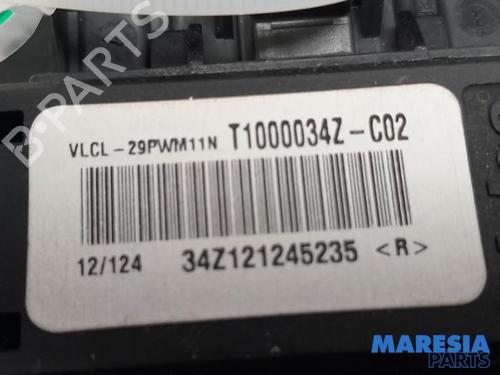 B-PARTS
VLCL-29PWM11N T1000034Z-C02
12/124 34Z121245235 <R>
MARESIA
PARTS